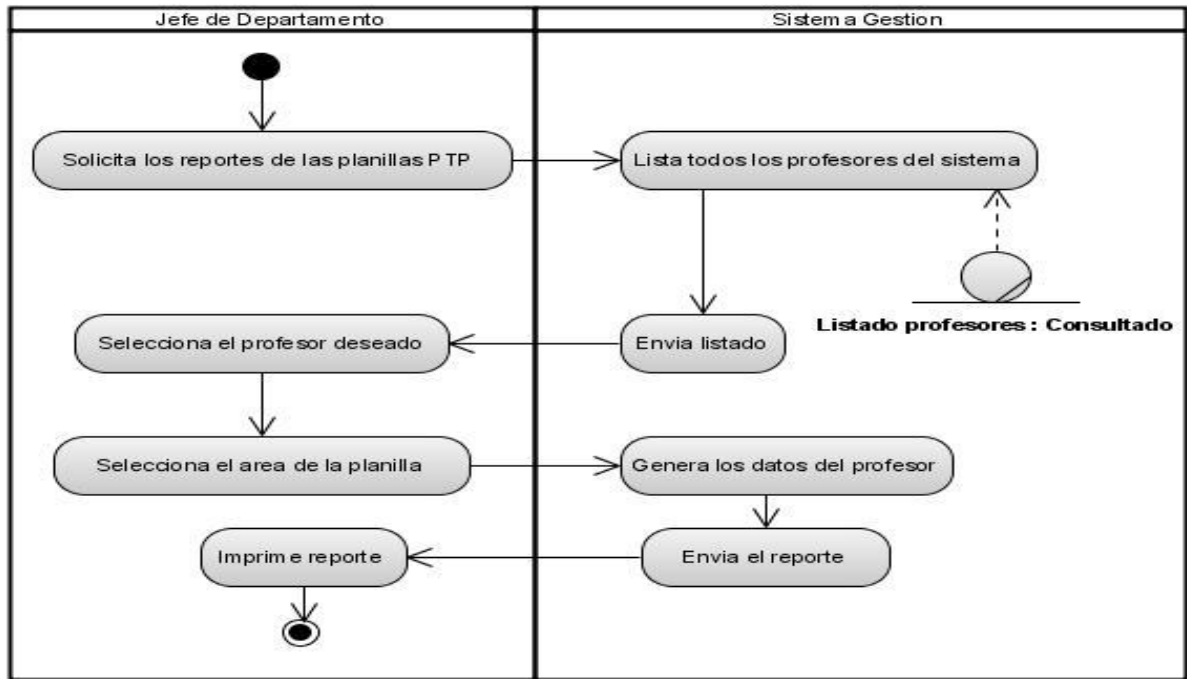 Jefe de Departamento
Sistema Gestion
Solicita los reportes de las planillas PTP
Lista todos los profesores del sistema
Listado profesores : Consultado
Selecciona el profesor deseado
Envia listado
Selecciona el area de la planilla
Genera los datos del profesor
Imprime reporte
Envia el reporte